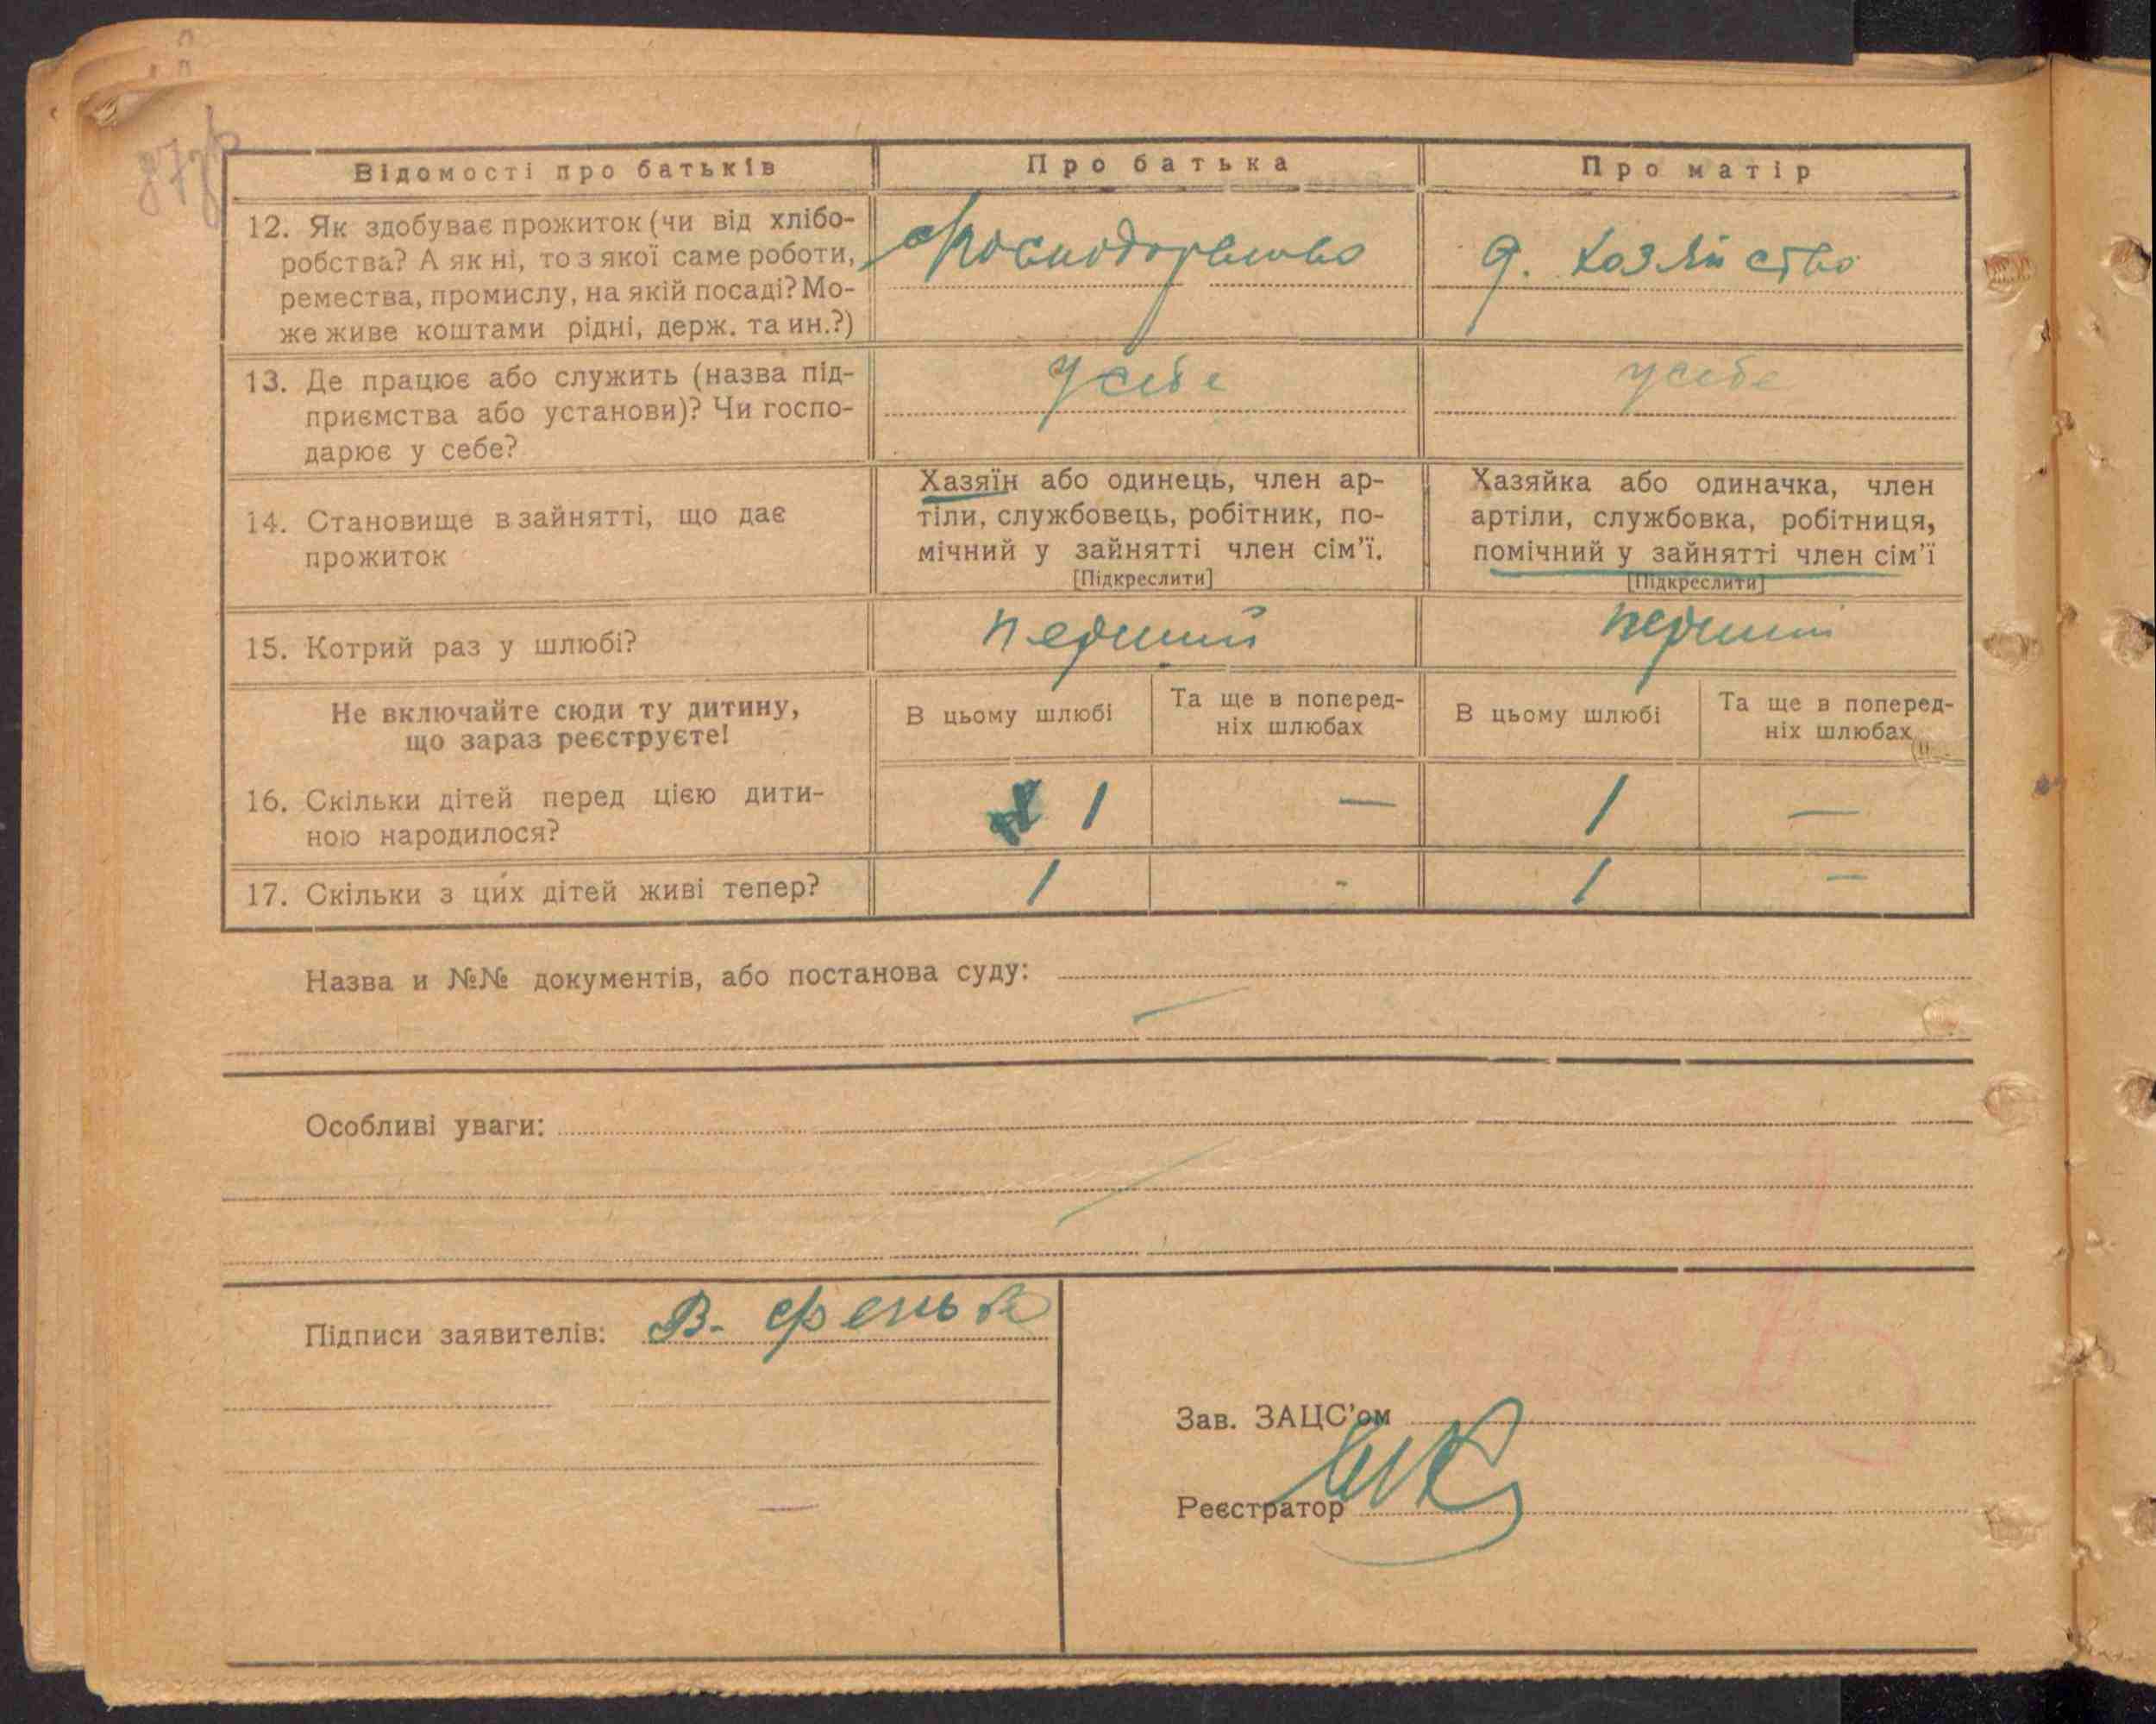 Відомості про батьків
Про батька
Про матір
12. Як здобуває прожиток (чи від хлібо-
робства? А як ні, то з якої саме роботи,
ремества, промислу, на якій посаді? Мо-
же живе коштами рідні, держ. та ин.?)
Д. хозяйство
13. Де працює або служить (назва під-
приємства або установи)? Чи госпо-
дарює у себе?
у себе
у себе
14. Становище в зайнятті, що дає
прожиток
Хазяїн або одинець, член ар-
тіли, службовець, робітник, по-
мічний у зайнятті член сім'ї.
[Підкреслити]
Хазяйка або одиначка, член
артіли, службовка, робітниця,
помічний у зайнятті член сім'ї
[Підкреслити]
15. Котрий раз у шлюбі?
перший
перший
Не включайте сюди ту дитину,
що зараз реєструєте!
В цьому шлюбі
Та ще в поперед-
ніх шлюбах
В цьому шлюбі
Та ще в поперед-
ніх шлюбах
16. Скільки дітей перед цією дити-
ною народилося?
1
—
1
—
17. Скільки з цих дітей живі тепер?
1
-
1
—
Назва и №№ документів, або постанова суду:
Особливі уваги:
Підписи заявителів:
В.
Зав. ЗАЦС'ом
Реєстратор